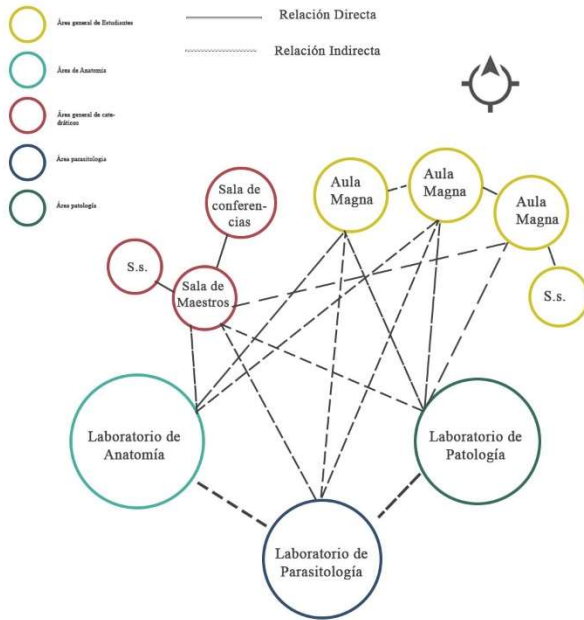 Área general de Estudiantes
Área de Anatomía
Área general de cate-
dráticos
Área parasitologia
Área patología
Relación Directa
Relación Indirecta
Sala de
conferen-
cias
Aula
Magna
Aula
Magna
Aula
Magna
S.s.
Sala de
Maestros
S.s.
Laboratorio de
Anatomía
Laboratorio de
Patología
Laboratorio de
Parasitología